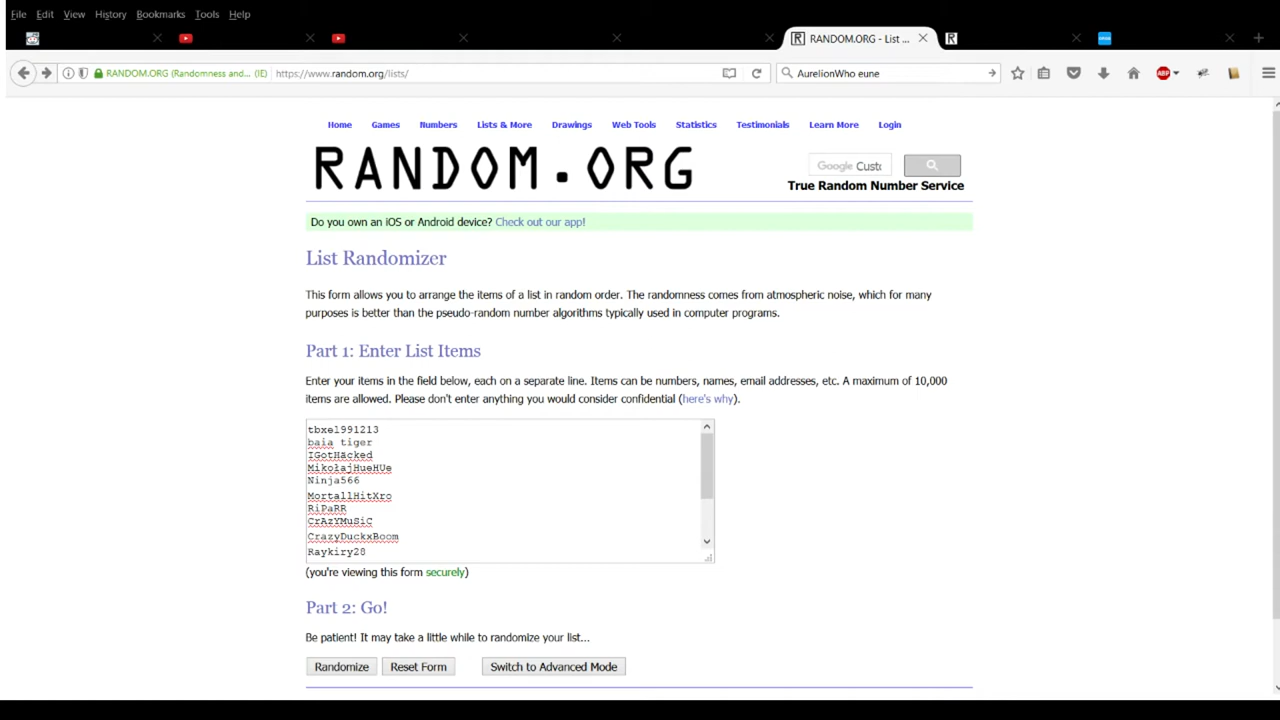 File Edit View History Bookmarks Tools Help
RANDOM.ORG - List ...
RANDOM.ORG (Randomness and... (IE) https://www.random.org/lists/ AurelionWho eune
ABP
Home Games Numbers Lists & More Drawings Web Tools Statistics Testimonials Learn More Login
RANDOM.ORG
Google Custo
True Random Number Service
Do you own an iOS or Android device? Check out our app!
List Randomizer
This form allows you to arrange the items of a list in random order. The randomness comes from atmospheric noise, which for many
purposes is better than the pseudo-random number algorithms typically used in computer programs.
Part 1: Enter List Items
Enter your items in the field below, each on a separate line. Items can be numbers, names, email addresses, etc. A maximum of 10,000
items are allowed. Please don't enter anything you would consider confidential (here's why).
tbxel991213
baia tiger
IGotHäcked
MikołajHueHUe
Ninja566
MortallHitXro
RiPaRR
CrAzYMuSiC
CrazyDuckxBoom
Raykiry28
(you're viewing this form securely)
Part 2: Go!
Be patient! It may take a little while to randomize your list...
Randomize Reset Form Switch to Advanced Mode